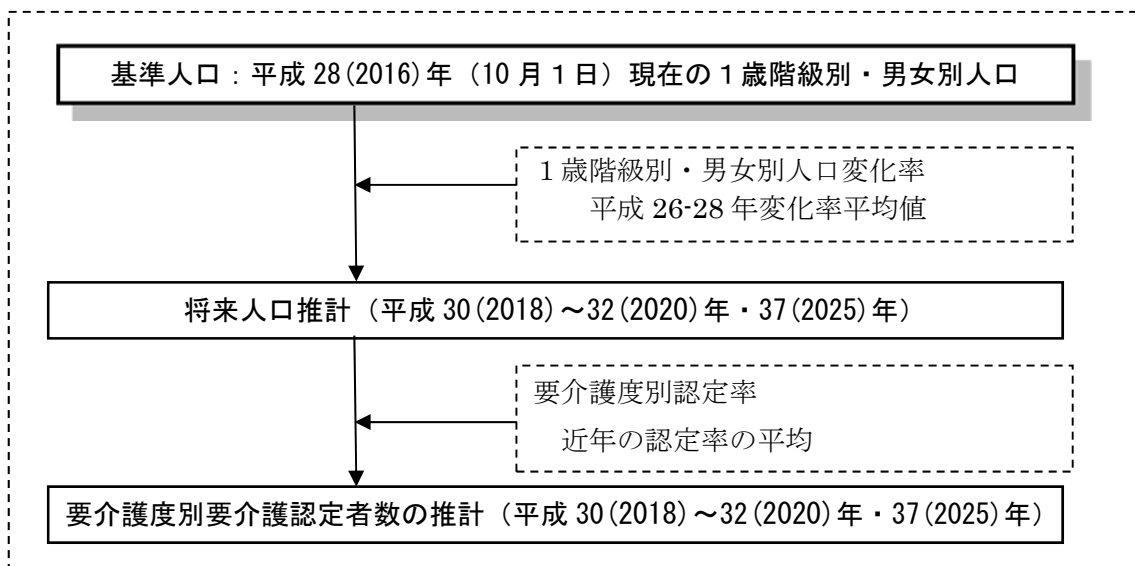 基準人口：平成 28(2016)年（10 月 1 日）現在の 1 歳階級別・男女別人口
1 歳階級別・男女別人口変化率
平成 26-28 年変化率平均値
将来人口推計（平成 30(2018)～32(2020)年・37(2025)年）
要介護度別認定率
近年の認定率の平均
要介護度別要介護認定者数の推計（平成 30(2018)～32(2020)年・37(2025)年）